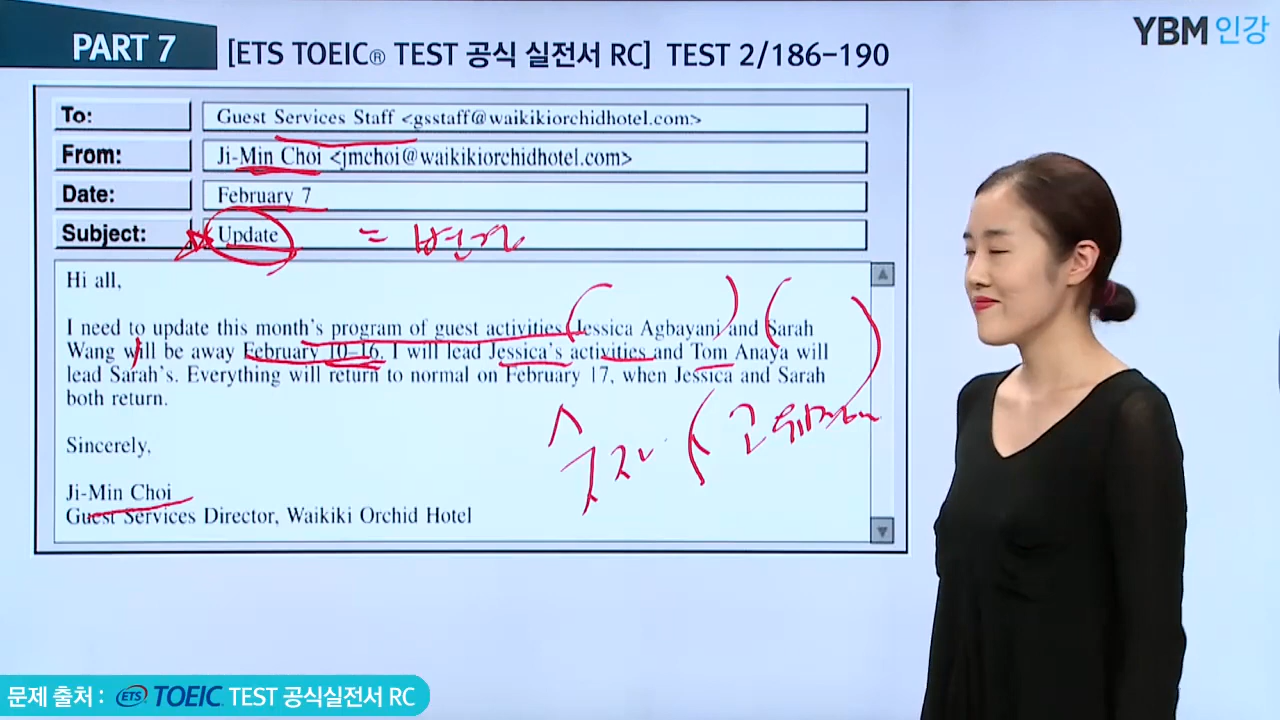 PART 7
[ETS TOEIC® TEST 공식 실전서 RC] TEST 2/186-190
YBM 인강
To: Guest Services Staff <gsstaff@waikikiorchidhotel.com>
From: Ji-Min Choi <jmchoi@waikikiorchidhotel.com>
Date: February 7
Subject: Update = 변경
Hi all,
I need to update this month's program of guest activities. Jessica Agbayani and Sarah
Wang will be away February 10-16. I will lead Jessica's activities and Tom Anaya will
lead Sarah's. Everything will return to normal on February 17, when Jessica and Sarah
both return.
Sincerely,
Ji-Min Choi
Guest Services Director, Waikiki Orchid Hotel
문제 출처 : ETS TOEIC. TEST 공식실전서 RC